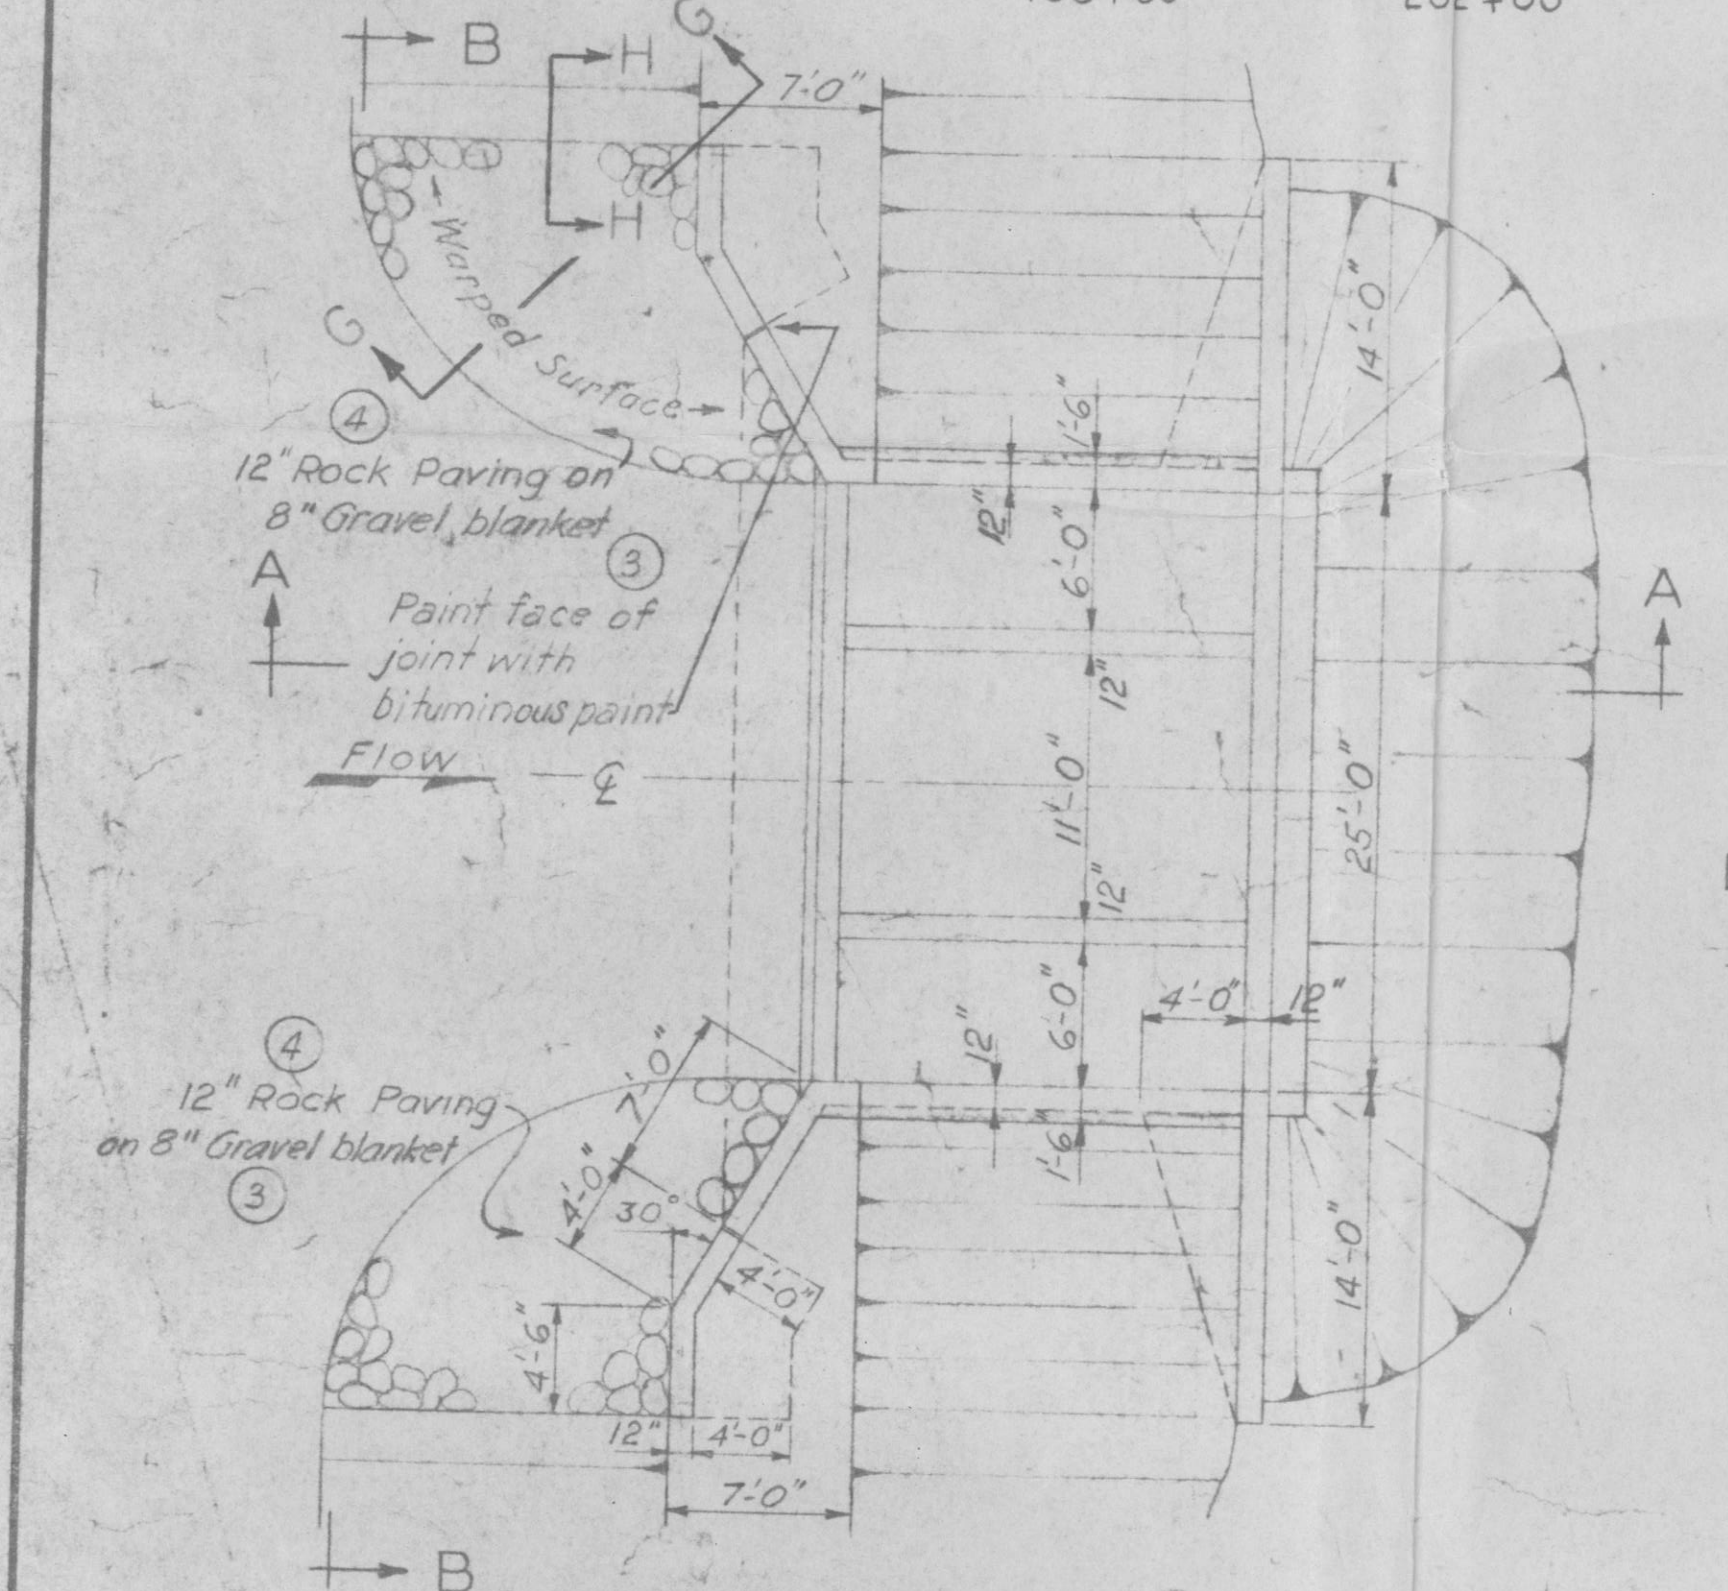 B
H
G
7'-0"
H
Warped Surface
G
14'-0"
4
12" Rock Paving on
8" Gravel blanket
3
1'-6"
12"
6'-0"
A
Paint face of
joint with
bituminous paint
A
12"
Flow
℄
11'-0"
25'-0"
12"
4
12" Rock Paving
on 8" Gravel blanket
3
7'-0"
4'-0"
30°
12"
6'-0"
4'-0"
12"
1'-6"
4'-0"
14'-0"
4'-6"
12"
4'-0"
7'-0"
B